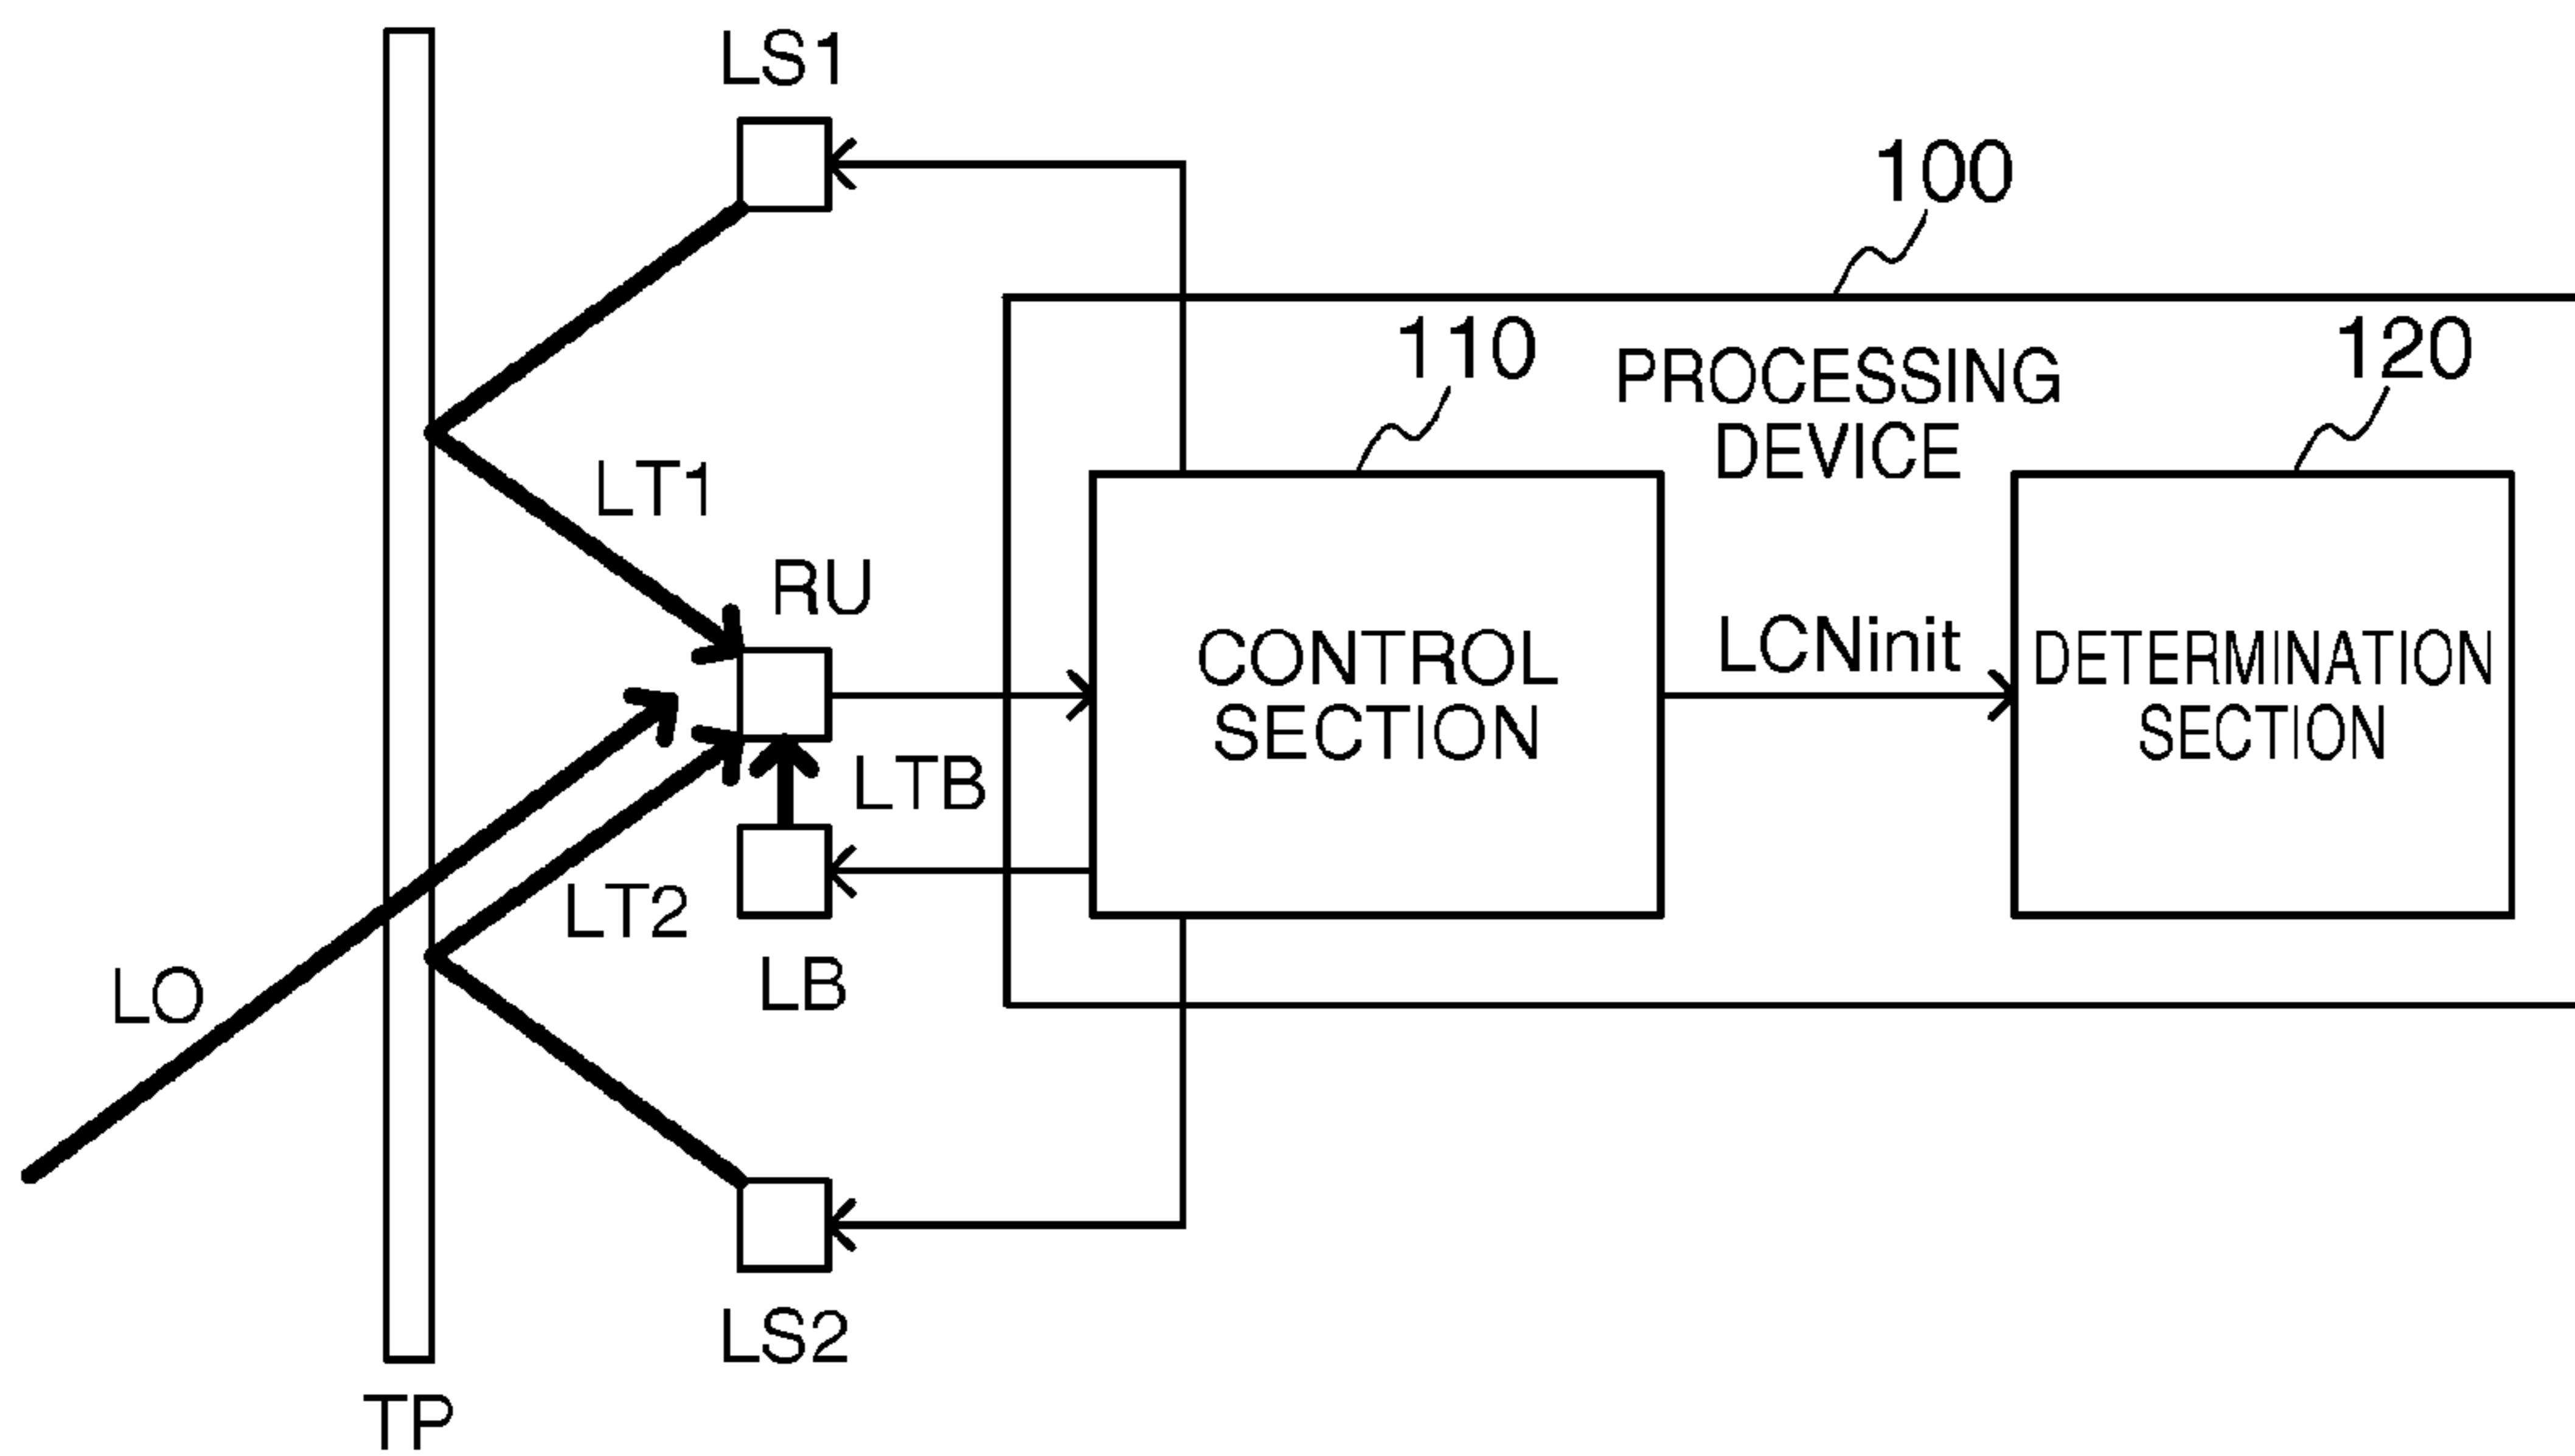 LS1
100
110
PROCESSING
DEVICE
120
LT1
RU
CONTROL
SECTION
LCNinit
DETERMINATION
SECTION
LTB
LT2
LO
LB
LS2
TP